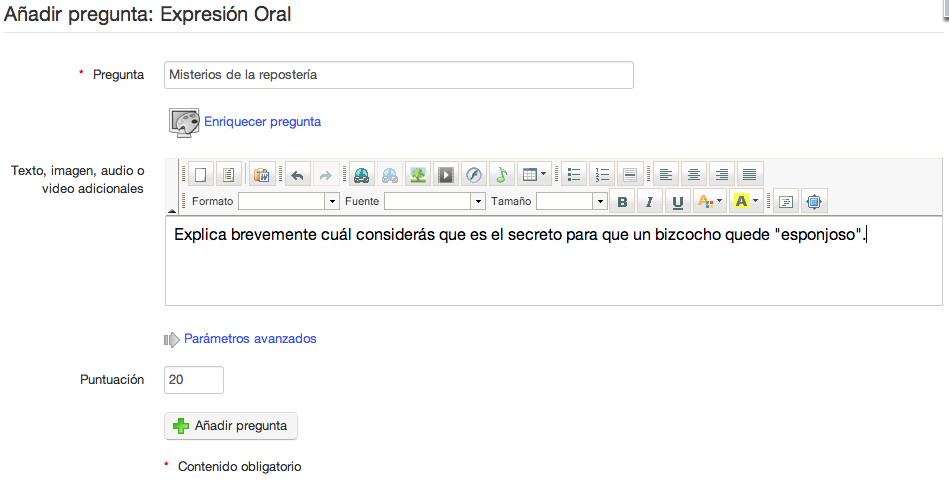 Añadir pregunta: Expresión Oral
* Pregunta Misterios de la repostería
Enriquecer pregunta
Texto, imagen, audio o
video adicionales
Formato Fuente Tamaño B I U A A
Explica brevemente cuál considerás que es el secreto para que un bizcocho quede "esponjoso".
Parámetros avanzados
Puntuación 20
Añadir pregunta
* Contenido obligatorio